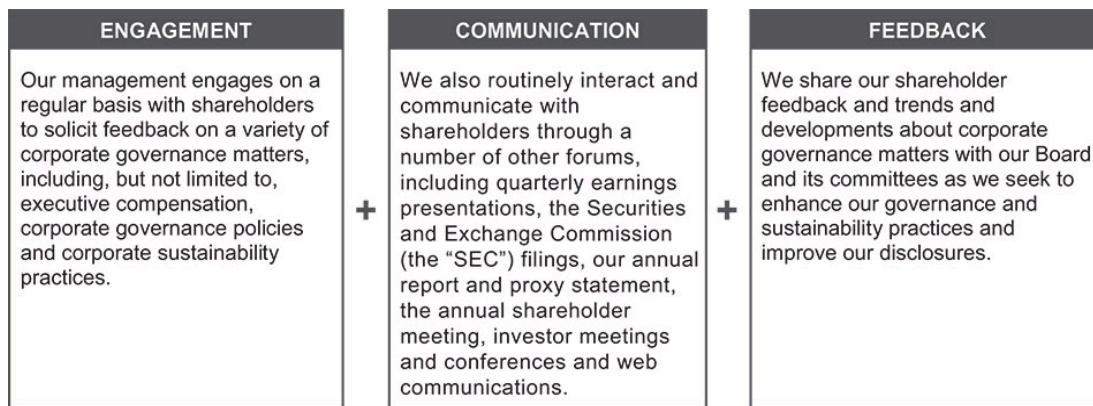 ENGAGEMENT
Our management engages on a
regular basis with shareholders
to solicit feedback on a variety of
corporate governance matters,
including, but not limited to,
executive compensation,
corporate governance policies
and corporate sustainability
practices.
+
COMMUNICATION
We also routinely interact and
communicate with
shareholders through a
number of other forums,
including quarterly earnings
presentations, the Securities
and Exchange Commission
(the “SEC”) filings, our annual
report and proxy statement,
the annual shareholder
meeting, investor meetings
and conferences and web
communications.
+
FEEDBACK
We share our shareholder
feedback and trends and
developments about corporate
governance matters with our Board
and its committees as we seek to
enhance our governance and
sustainability practices and
improve our disclosures.